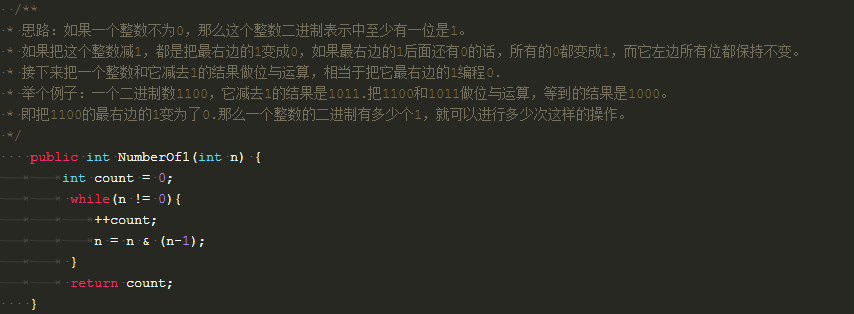 /**
* 思路：如果一个整数不为0，那么这个整数二进制表示中至少有一位是1。
* 如果把这个整数减1，都是把最右边的1变成0，如果最右边的1后面还有0的话，所有的0都变成1，而它左边所有位都保持不变。
* 接下来把一个整数和它减去1的结果做位与运算，相当于把它最右边的1编程0.
* 举个例子：一个二进制数1100，它减去1的结果是1011.把1100和1011做位与运算，等到的结果是1000。
* 即把1100的最右边的1变为了0.那么一个整数的二进制有多少个1，就可以进行多少次这样的操作。
*/
public int NumberOf1(int n) {
int count = 0;
while(n != 0){
++count;
n = n & (n-1);
}
return count;
}